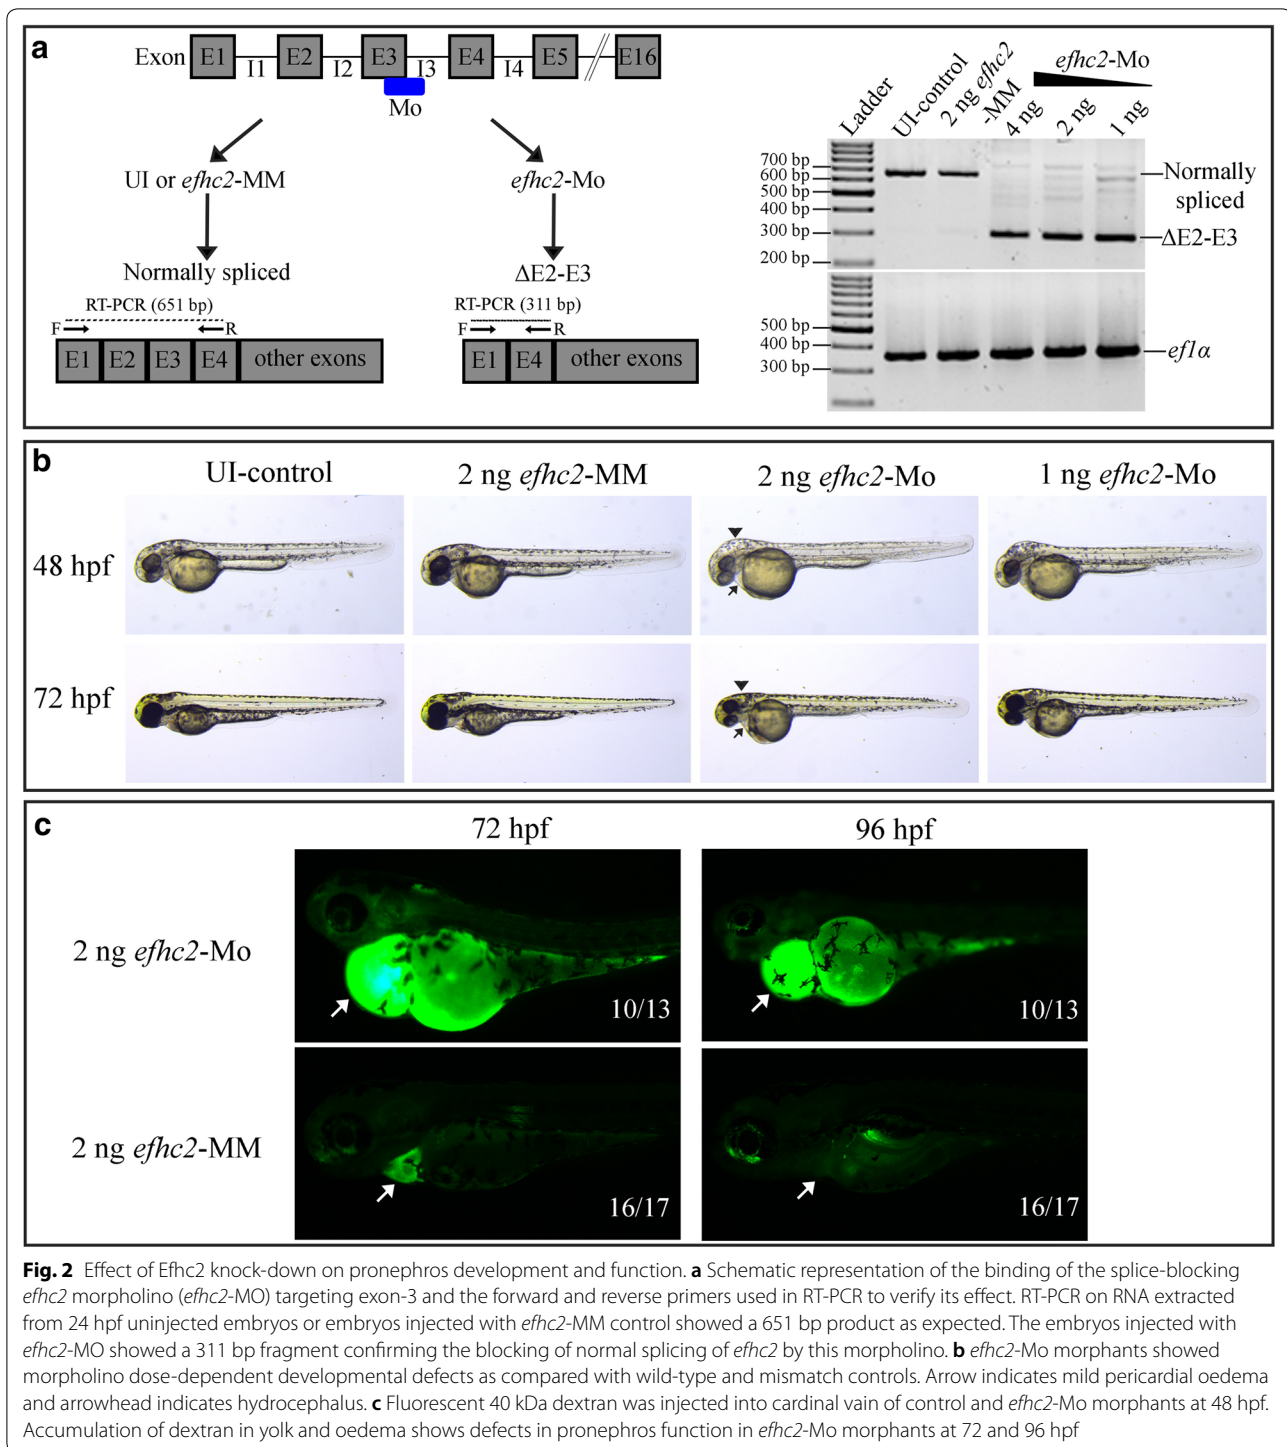 a
Exon E1 E2 E3 E4 E5 E16
I1 I2 I3 I4
Mo
UI or efhc2-MM
efhc2-Mo
Normally spliced
ΔE2-E3
RT-PCR (651 bp)
RT-PCR (311 bp)
F R
F R
E1 E2 E3 E4 other exons
E1 E4 other exons
Ladder
UI-control
2 ng efhc2
-MM
efhc2-Mo
4 ng
2 ng
1 ng
700 bp
600 bp
500 bp
400 bp
300 bp
200 bp
Normally
spliced
ΔE2-E3
500 bp
400 bp
300 bp
ef1α
b
UI-control 2 ng efhc2-MM 2 ng efhc2-Mo 1 ng efhc2-Mo
48 hpf
72 hpf
c
72 hpf 96 hpf
2 ng efhc2-Mo
10/13 10/13
2 ng efhc2-MM
16/17 16/17
Fig. 2 Effect of Efhc2 knock-down on pronephros development and function. a Schematic representation of the binding of the splice-blocking
efhc2 morpholino (efhc2-MO) targeting exon-3 and the forward and reverse primers used in RT-PCR to verify its effect. RT-PCR on RNA extracted
from 24 hpf uninjected embryos or embryos injected with efhc2-MM control showed a 651 bp product as expected. The embryos injected with
efhc2-MO showed a 311 bp fragment confirming the blocking of normal splicing of efhc2 by this morpholino. b efhc2-Mo morphants showed
morpholino dose-dependent developmental defects as compared with wild-type and mismatch controls. Arrow indicates mild pericardial oedema
and arrowhead indicates hydrocephalus. c Fluorescent 40 kDa dextran was injected into cardinal vain of control and efhc2-Mo morphants at 48 hpf.
Accumulation of dextran in yolk and oedema shows defects in pronephros function in efhc2-Mo morphants at 72 and 96 hpf